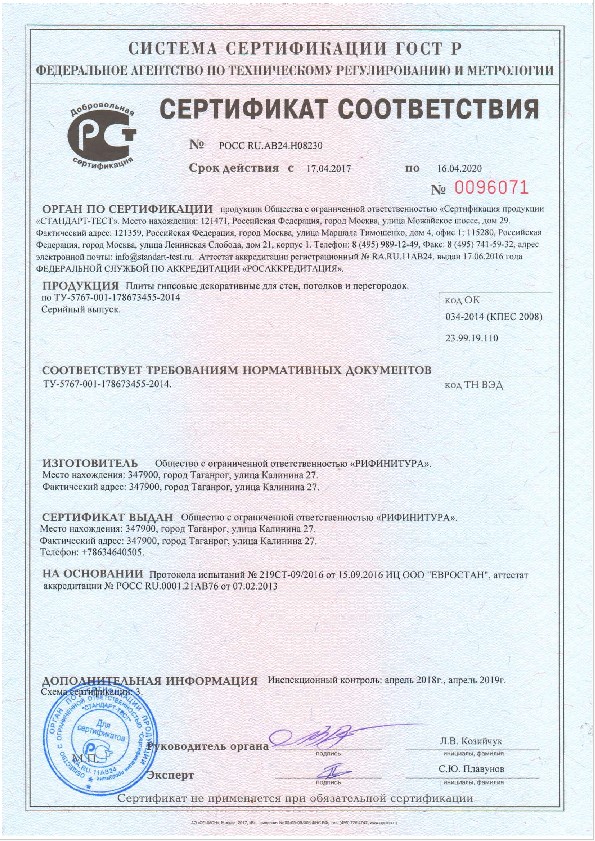 СИСТЕМА СЕРТИФИКАЦИИ ГОСТ Р
ФЕДЕРАЛЬНОЕ АГЕНТСТВО ПО ТЕХНИЧЕСКОМУ РЕГУЛИРОВАНИЮ И МЕТРОЛОГИИ
Добровольная
сертификация
СЕРТИФИКАТ СООТВЕТСТВИЯ
№ РОСС RU.АВ24.Н08230
Срок действия с 17.04.2017 по 16.04.2020
№ 0096071
ОРГАН ПО СЕРТИФИКАЦИИ продукции Общества с ограниченной ответственностью «Сертификация продукции
«СТАНДАРТ-ТЕСТ». Место нахождения: 121471, Российская Федерация, город Москва, улица Можайское шоссе, дом 29.
Фактический адрес: 121359, Российская Федерация, город Москва, улица Маршала Тимошенко, дом 4, офис 1; 115280, Российская
Федерация, город Москва, улица Ленинская Слобода, дом 21, корпус 1. Телефон: 8 (495) 989-12-49, Факс: 8 (495) 741-59-32, адрес
электронной почты: info@standart-test.ru. Аттестат аккредитации регистрационный № RA.RU.11АВ24, выдан 17.06.2016 года
ФЕДЕРАЛЬНОЙ СЛУЖБОЙ ПО АККРЕДИТАЦИИ «РОСАККРЕДИТАЦИЯ».
ПРОДУКЦИЯ Плиты гипсовые декоративные для стен, потолков и перегородок.
по ТУ-5767-001-178673455-2014
Серийный выпуск.
код ОК
034-2014 (КПЕС 2008)
23.99.19.110
СООТВЕТСТВУЕТ ТРЕБОВАНИЯМ НОРМАТИВНЫХ ДОКУМЕНТОВ
ТУ-5767-001-178673455-2014.
код ТН ВЭД
ИЗГОТОВИТЕЛЬ Общество с ограниченной ответственностью «РИФИНИТУРА».
Место нахождения: 347900, город Таганрог, улица Калинина 27.
Фактический адрес: 347900, город Таганрог, улица Калинина 27.
СЕРТИФИКАТ ВЫДАН Общество с ограниченной ответственностью «РИФИНИТУРА».
Место нахождения: 347900, город Таганрог, улица Калинина 27.
Фактический адрес: 347900, город Таганрог, улица Калинина 27.
Телефон: +78634640505.
НА ОСНОВАНИИ Протокола испытаний № 219СТ-09/2016 от 15.09.2016 ИЦ ООО "ЕВРОСТАН", аттестат
аккредитации № РОСС RU.0001.21АВ76 от 07.02.2013
ДОПОЛНИТЕЛЬНАЯ ИНФОРМАЦИЯ Инспекционный контроль: апрель 2018г., апрель 2019г.
Схема сертификации: 3.
"СТАНДАРТ-ТЕСТ"
Для
сертификатов
М.П.
Руководитель органа
подпись
Л.В. Козийчук
инициалы, фамилия
Эксперт
подпись
С.Ю. Плавунов
инициалы, фамилия
Сертификат не применяется при обязательной сертификации